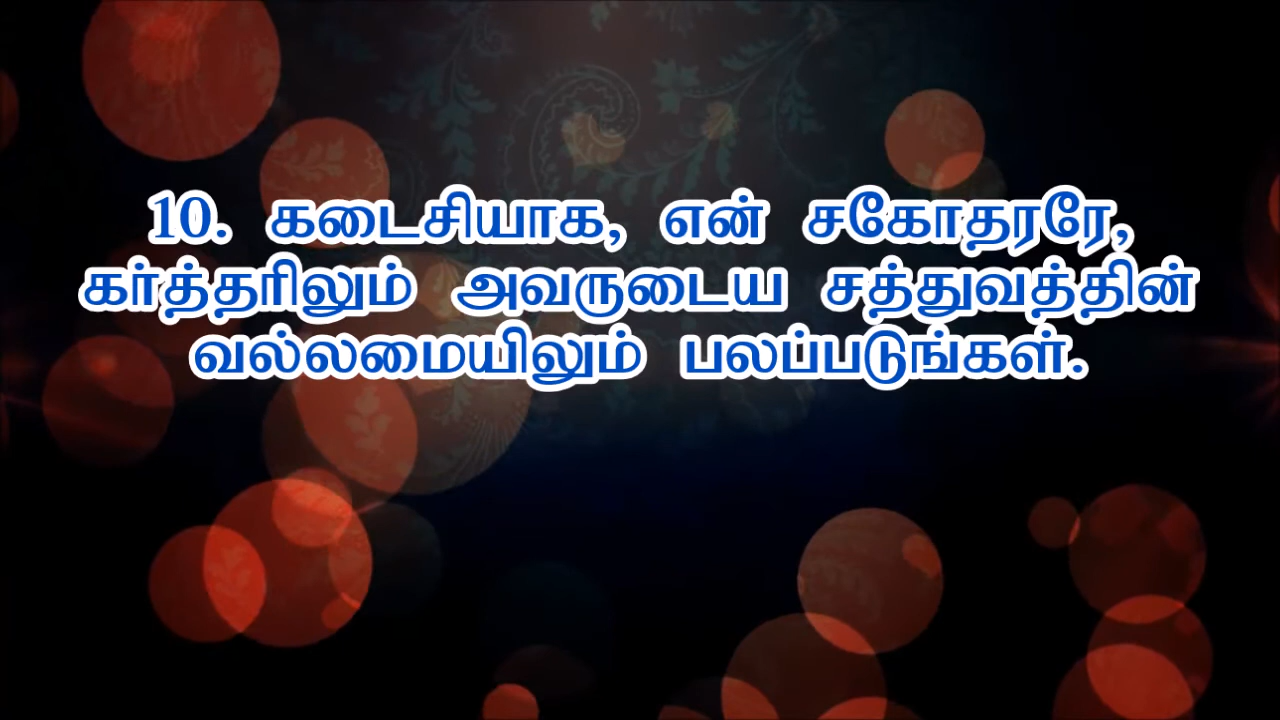 10. கடைசியாக, என் சகோதரரே,
கர்த்தரிலும் அவருடைய சத்துவத்தின்
வல்லமையிலும் பலப்படுங்கள்.